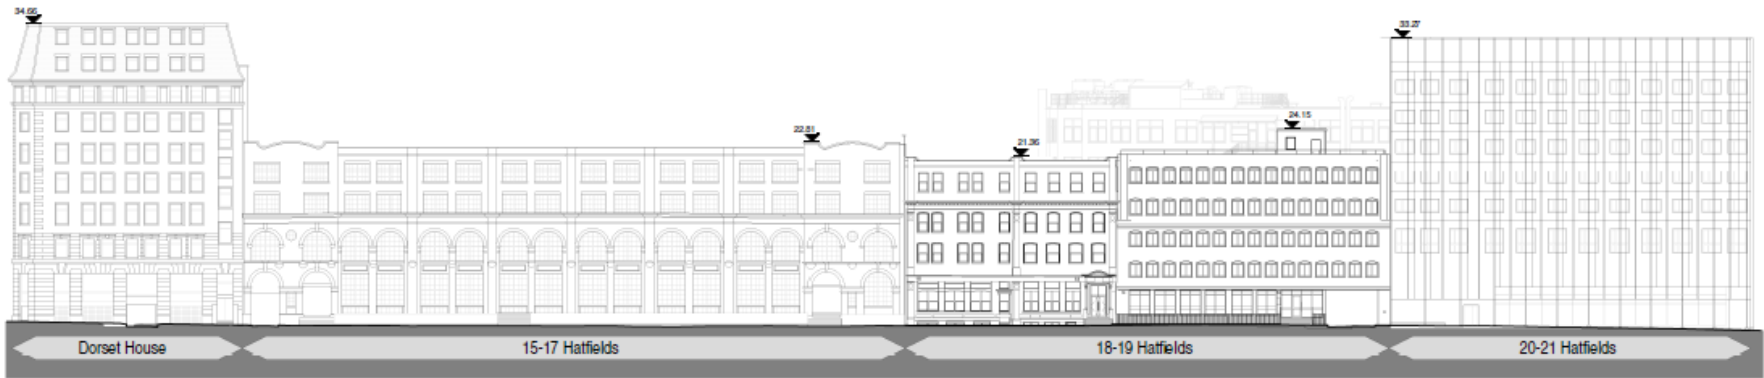 34.66
33.27
24.15
22.81
21.36
Dorset House
15-17 Hatfields
18-19 Hatfields
20-21 Hatfields